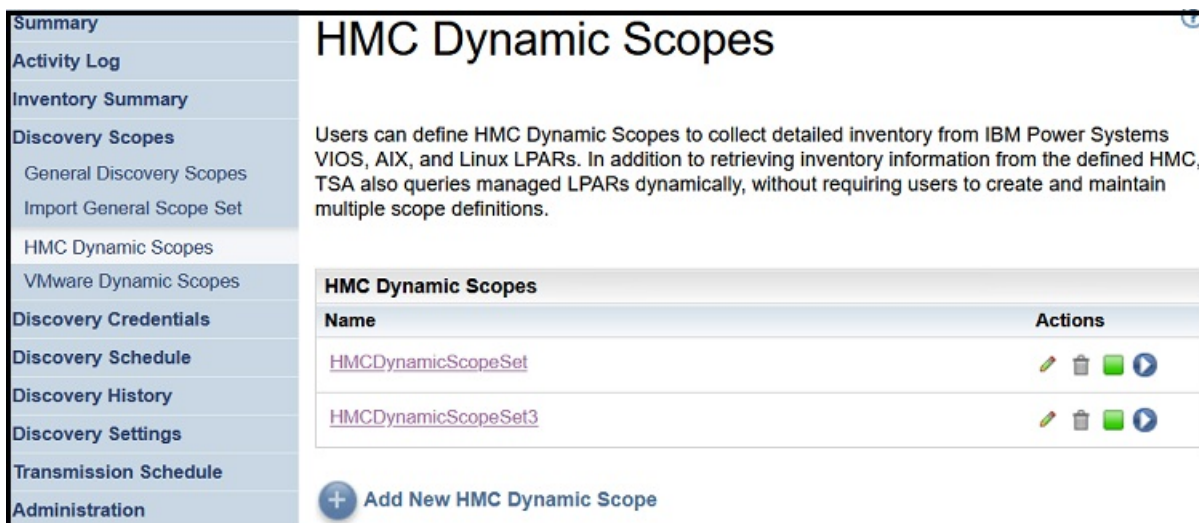 Summary
Activity Log
Inventory Summary
Discovery Scopes
General Discovery Scopes
Import General Scope Set
HMC Dynamic Scopes
VMware Dynamic Scopes
Discovery Credentials
Discovery Schedule
Discovery History
Discovery Settings
Transmission Schedule
Administration
HMC Dynamic Scopes
Users can define HMC Dynamic Scopes to collect detailed inventory from IBM Power Systems
VIOS, AIX, and Linux LPARs. In addition to retrieving inventory information from the defined HMC,
TSA also queries managed LPARs dynamically, without requiring users to create and maintain
multiple scope definitions.
HMC Dynamic Scopes
Name Actions
HMCDynamicScopeSet
HMCDynamicScopeSet3
Add New HMC Dynamic Scope